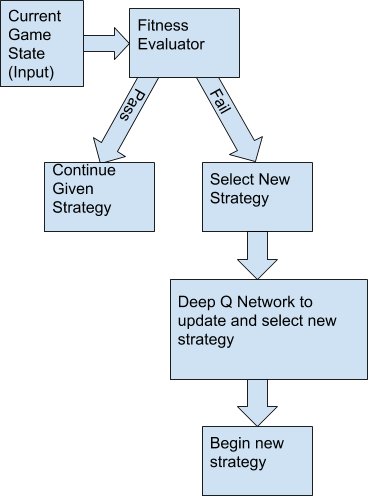 Current
Game
State
(Input)
Fitness
Evaluator
Pass
Fail
Continue
Given
Strategy
Select New
Strategy
Deep Q Network to
update and select new
strategy
Begin new
strategy